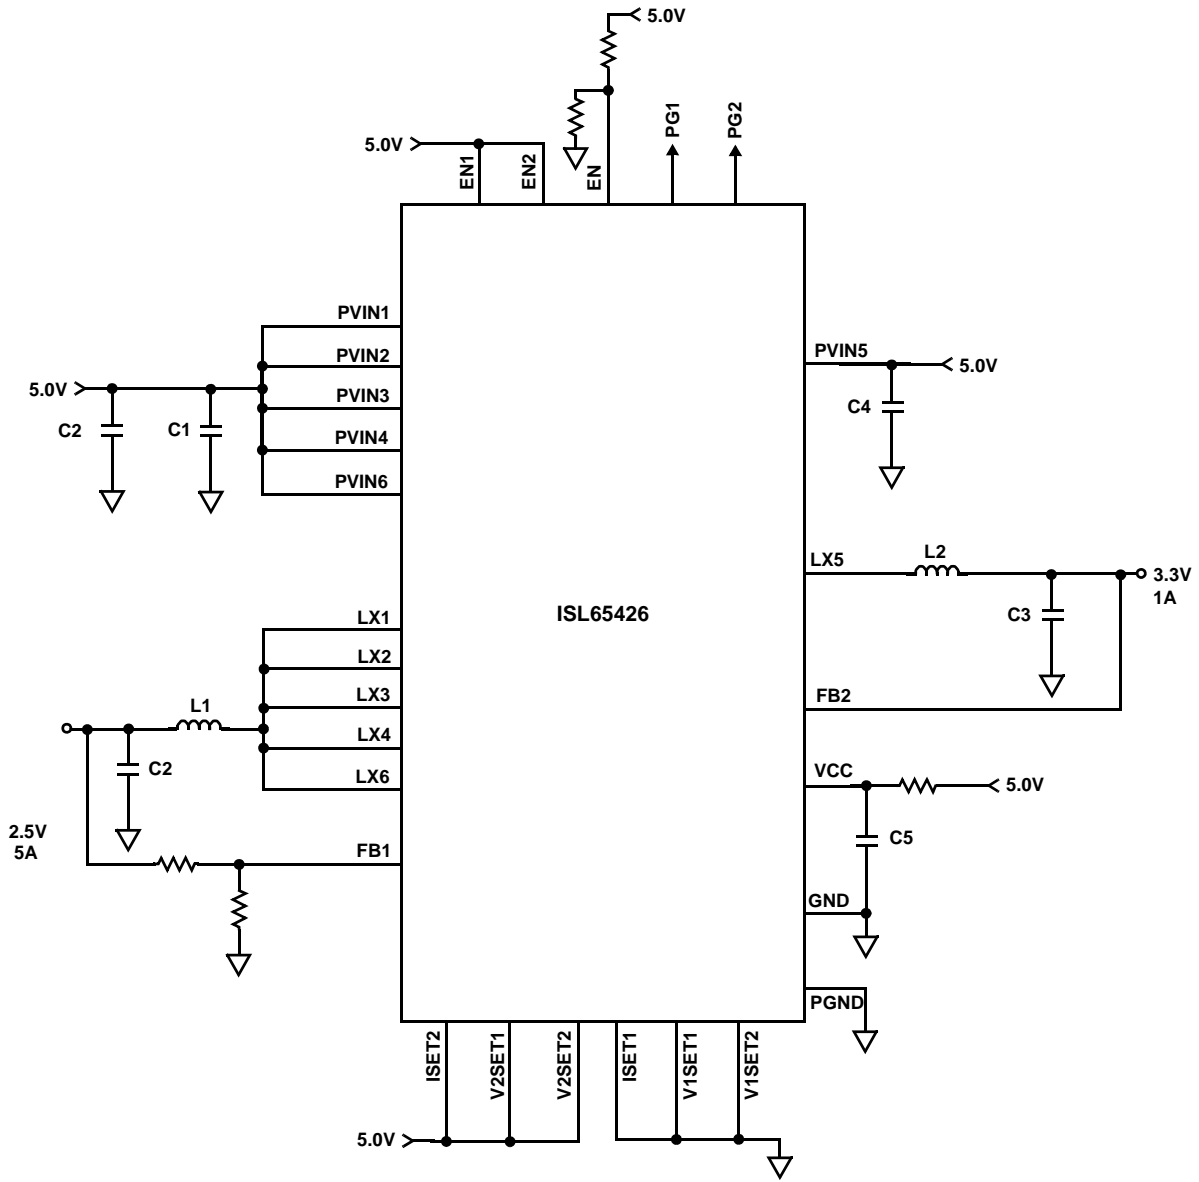 5.0V
5.0V
EN1
EN2
EN
PG1
PG2
PVIN1
PVIN2
PVIN3
PVIN4
PVIN6
5.0V
C2
C1
PVIN5
5.0V
C4
LX5
L2
3.3V
1A
C3
FB2
ISL65426
LX1
LX2
LX3
LX4
LX6
L1
C2
2.5V
5A
FB1
VCC
5.0V
C5
GND
PGND
ISET2
V2SET1
V2SET2
ISET1
V1SET1
V1SET2
5.0V